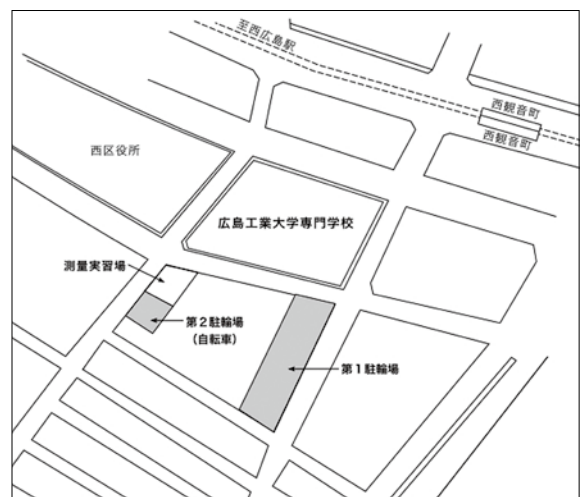 至西広島駅
西観音町
西観音町
西区役所
広島工業大学専門学校
測量実習場
第2駐輪場
(自転車)
第1駐輪場